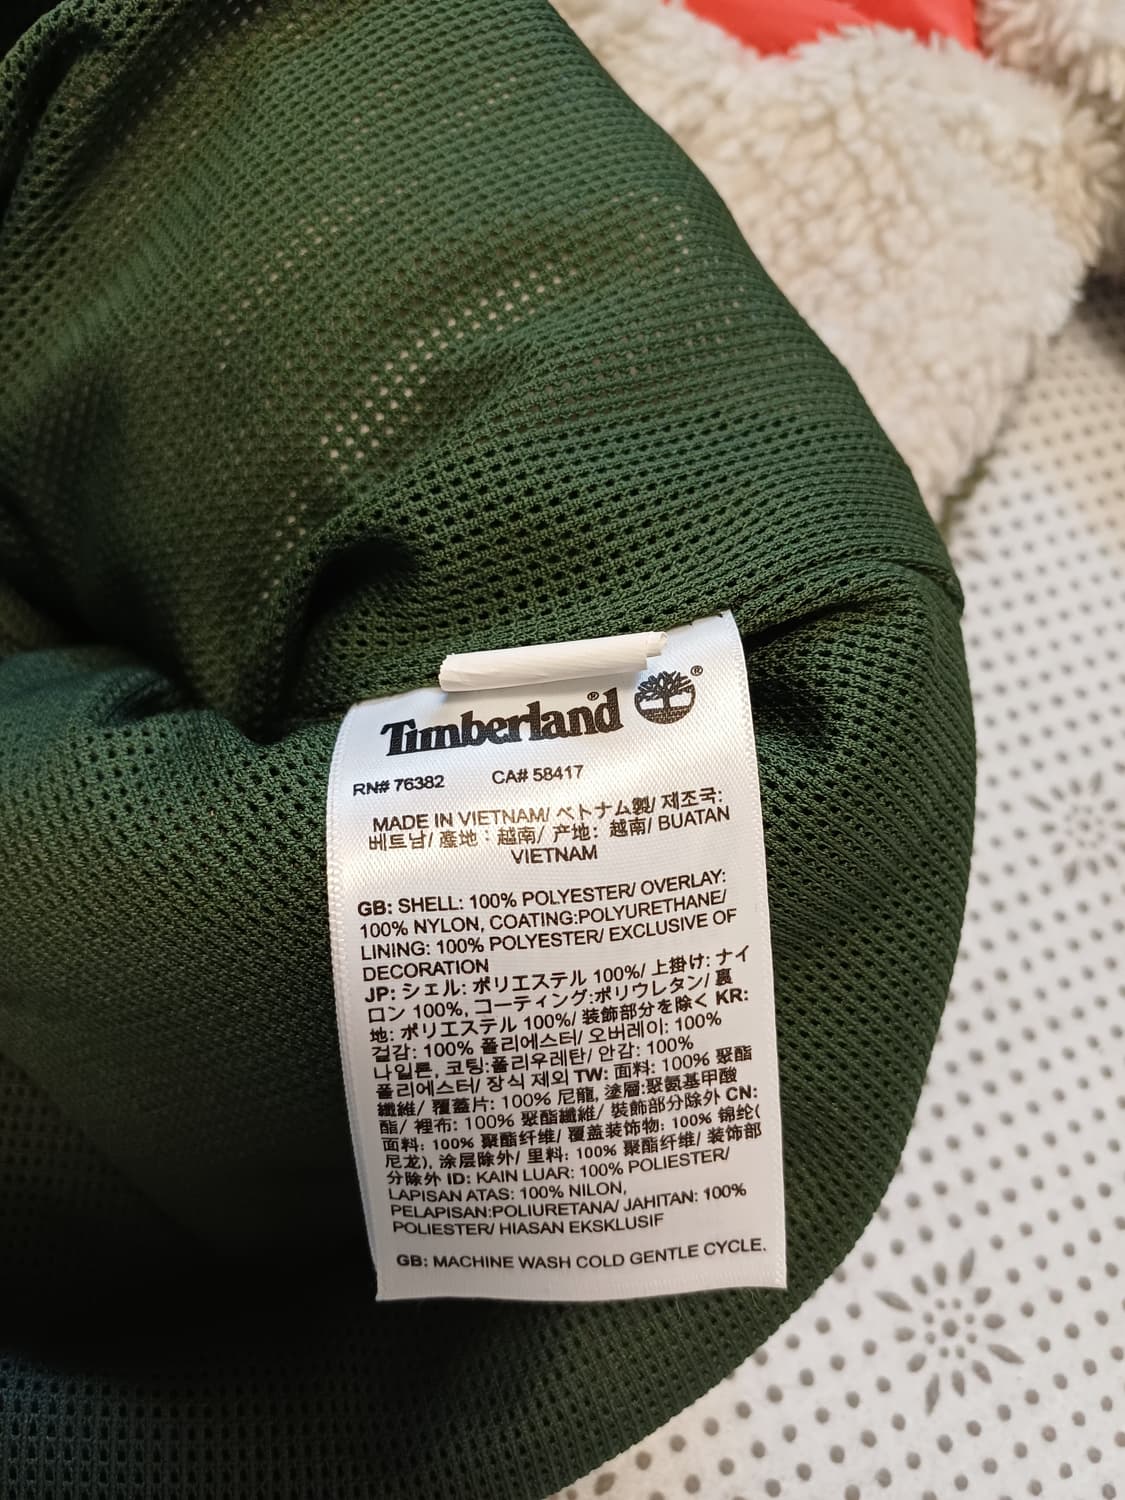 Timberland®
®
RN# 76382 CA# 58417
MADE IN VIETNAM/ ベトナム製/ 제조국:
베트남/ 產地：越南/ 产地: 越南/ BUATAN
VIETNAM
GB: SHELL: 100% POLYESTER/ OVERLAY:
100% NYLON, COATING:POLYURETHANE/
LINING: 100% POLYESTER/ EXCLUSIVE OF
DECORATION
JP: シェル: ポリエステル 100%/ 上掛け: ナイ
ロン 100%, コーティング:ポリウレタン/ 裏
地: ポリエステル 100%/ 装飾部分を除く KR:
겉감: 100% 폴리에스터/ 오버레이: 100%
나일론, 코팅:폴리우레탄/ 안감: 100%
폴리에스터/ 장식 제외 TW: 面料: 100% 聚酯
纖維/ 覆蓋片: 100% 尼龍, 塗層:聚氨基甲酸
酯/ 裡布: 100% 聚酯纖維/ 裝飾部分除外 CN:
面料: 100% 聚酯纤维/ 覆盖装饰物: 100% 锦纶(
尼龙), 涂层除外/ 里料: 100% 聚酯纤维/ 装饰部
分除外 ID: KAIN LUAR: 100% POLIESTER/
LAPISAN ATAS: 100% NILON,
PELAPISAN:POLIURETANA/ JAHITAN: 100%
POLIESTER/ HIASAN EKSKLUSIF
GB: MACHINE WASH COLD GENTLE CYCLE.